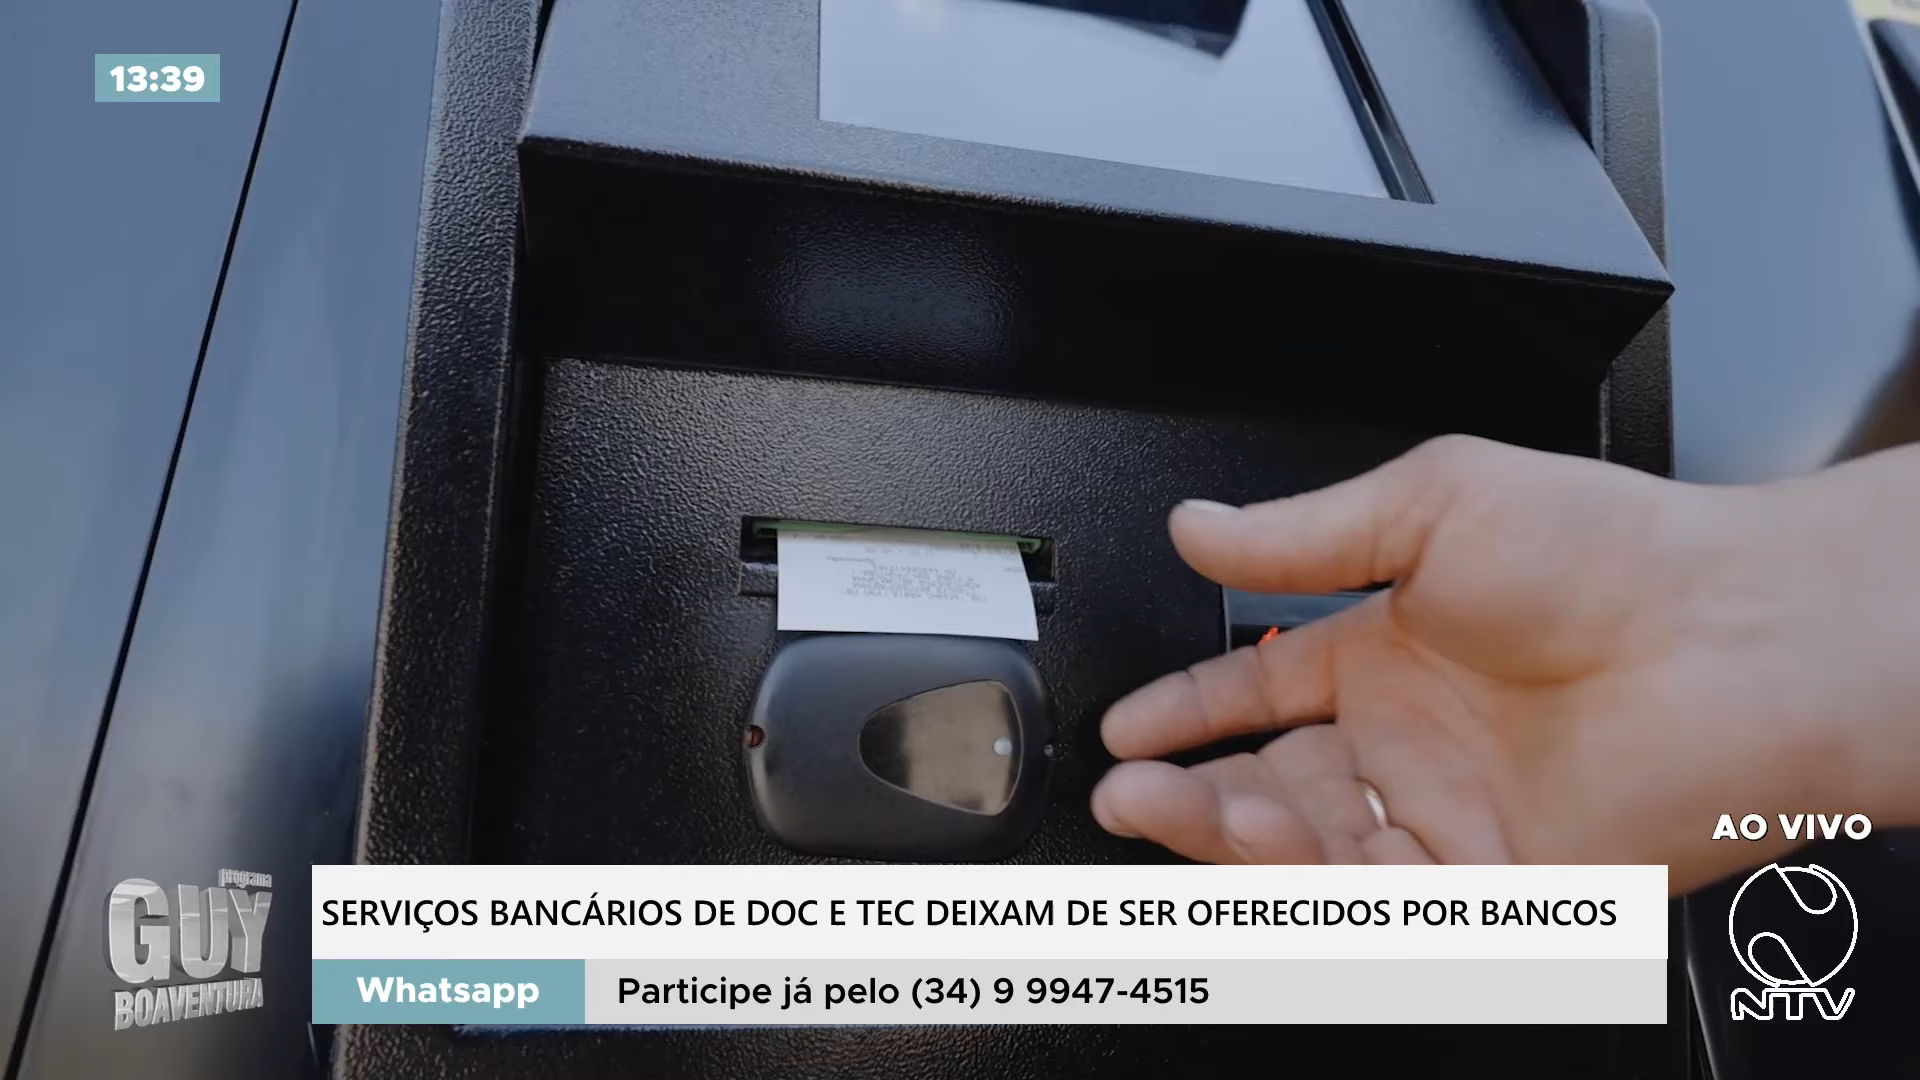 13:39
AO VIVO
programa
GUY
BOAVENTURA
SERVIÇOS BANCÁRIOS DE DOC E TEC DEIXAM DE SER OFERECIDOS POR BANCOS
Whatsapp
Participe já pelo (34) 9 9947-4515
NTV